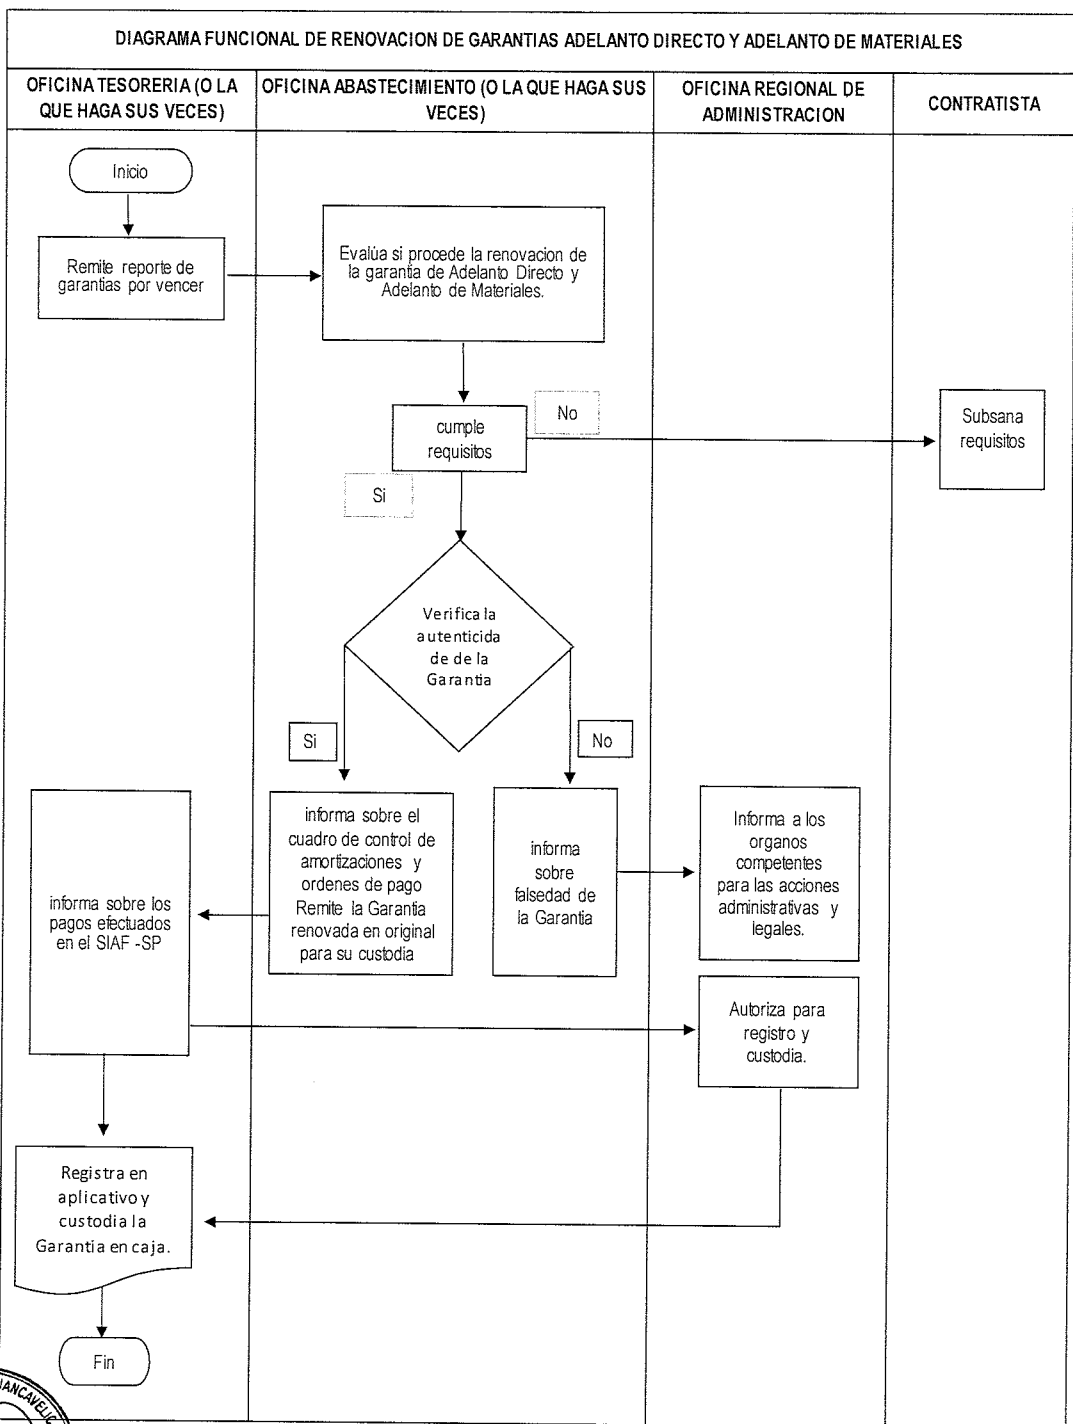 DIAGRAMA FUNCIONAL DE RENOVACION DE GARANTIAS ADELANTO DIRECTO Y ADELANTO DE MATERIALES
OFICINA TESORERIA (O LA
QUE HAGA SUS VECES)
OFICINA ABASTECIMIENTO (O LA QUE HAGA SUS
VECES)
OFICINA REGIONAL DE
ADMINISTRACION
CONTRATISTA
Inicio
Remite reporte de
garantias por vencer
Evalúa si procede la renovacion de
la garantia de Adelanto Directo y
Adelanto de Materiales.
cumple
requisitos
No
Subsana
requisitos
Si
Verifica la
autenticida
de de la
Garantia
Si
No
informa sobre los
pagos efectuados
en el SIAF -SP
informa sobre el
cuadro de control de
amortizaciones y
ordenes de pago
Remite la Garantia
renovada en original
para su custodia
informa
sobre
falsedad de
la Garantia
Informa a los
organos
competentes
para las acciones
administrativas y
legales.
Autoriza para
registro y
custodia.
Registra en
aplicativo y
custodia la
Garantia en caja.
Fin